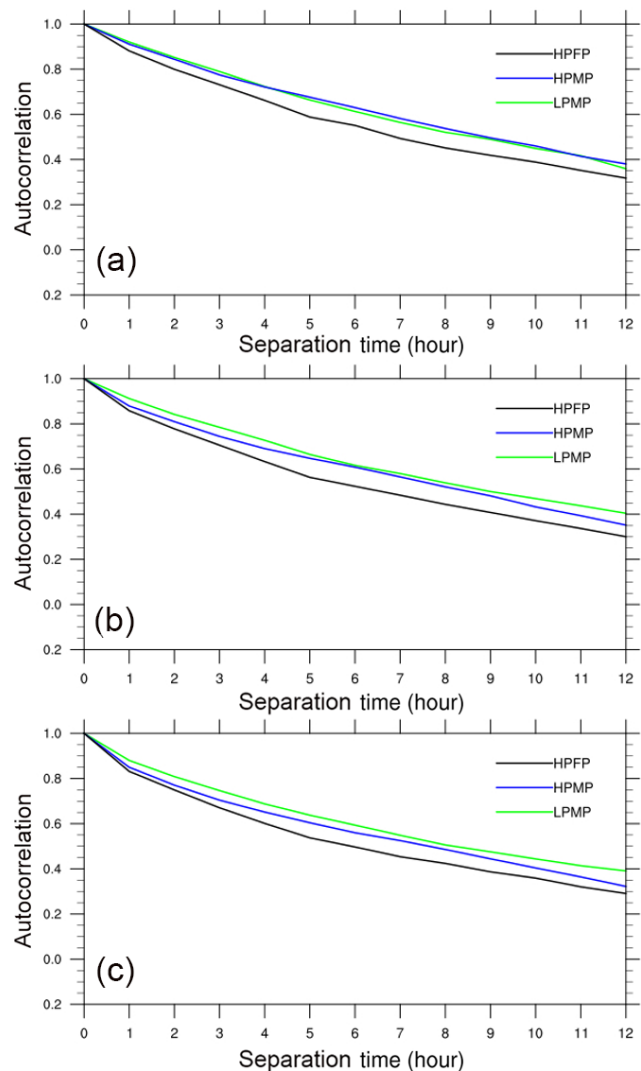 1.0
HPFP
0.8
HPMP
LPMP
0.6
Autocorrelation
0.4
0.2
0.0
(a)
0.2
0 1 2 3 4 5 6 7 8 9 10 11 12
Separation time (hour)
1.0
HPFP
0.8
HPMP
LPMP
0.6
Autocorrelation
0.4
0.2
0.0
(b)
0.2
0 1 2 3 4 5 6 7 8 9 10 11 12
Separation time (hour)
1.0
HPFP
0.8
HPMP
LPMP
0.6
Autocorrelation
0.4
0.2
0.0
(c)
0.2
0 1 2 3 4 5 6 7 8 9 10 11 12
Separation time (hour)